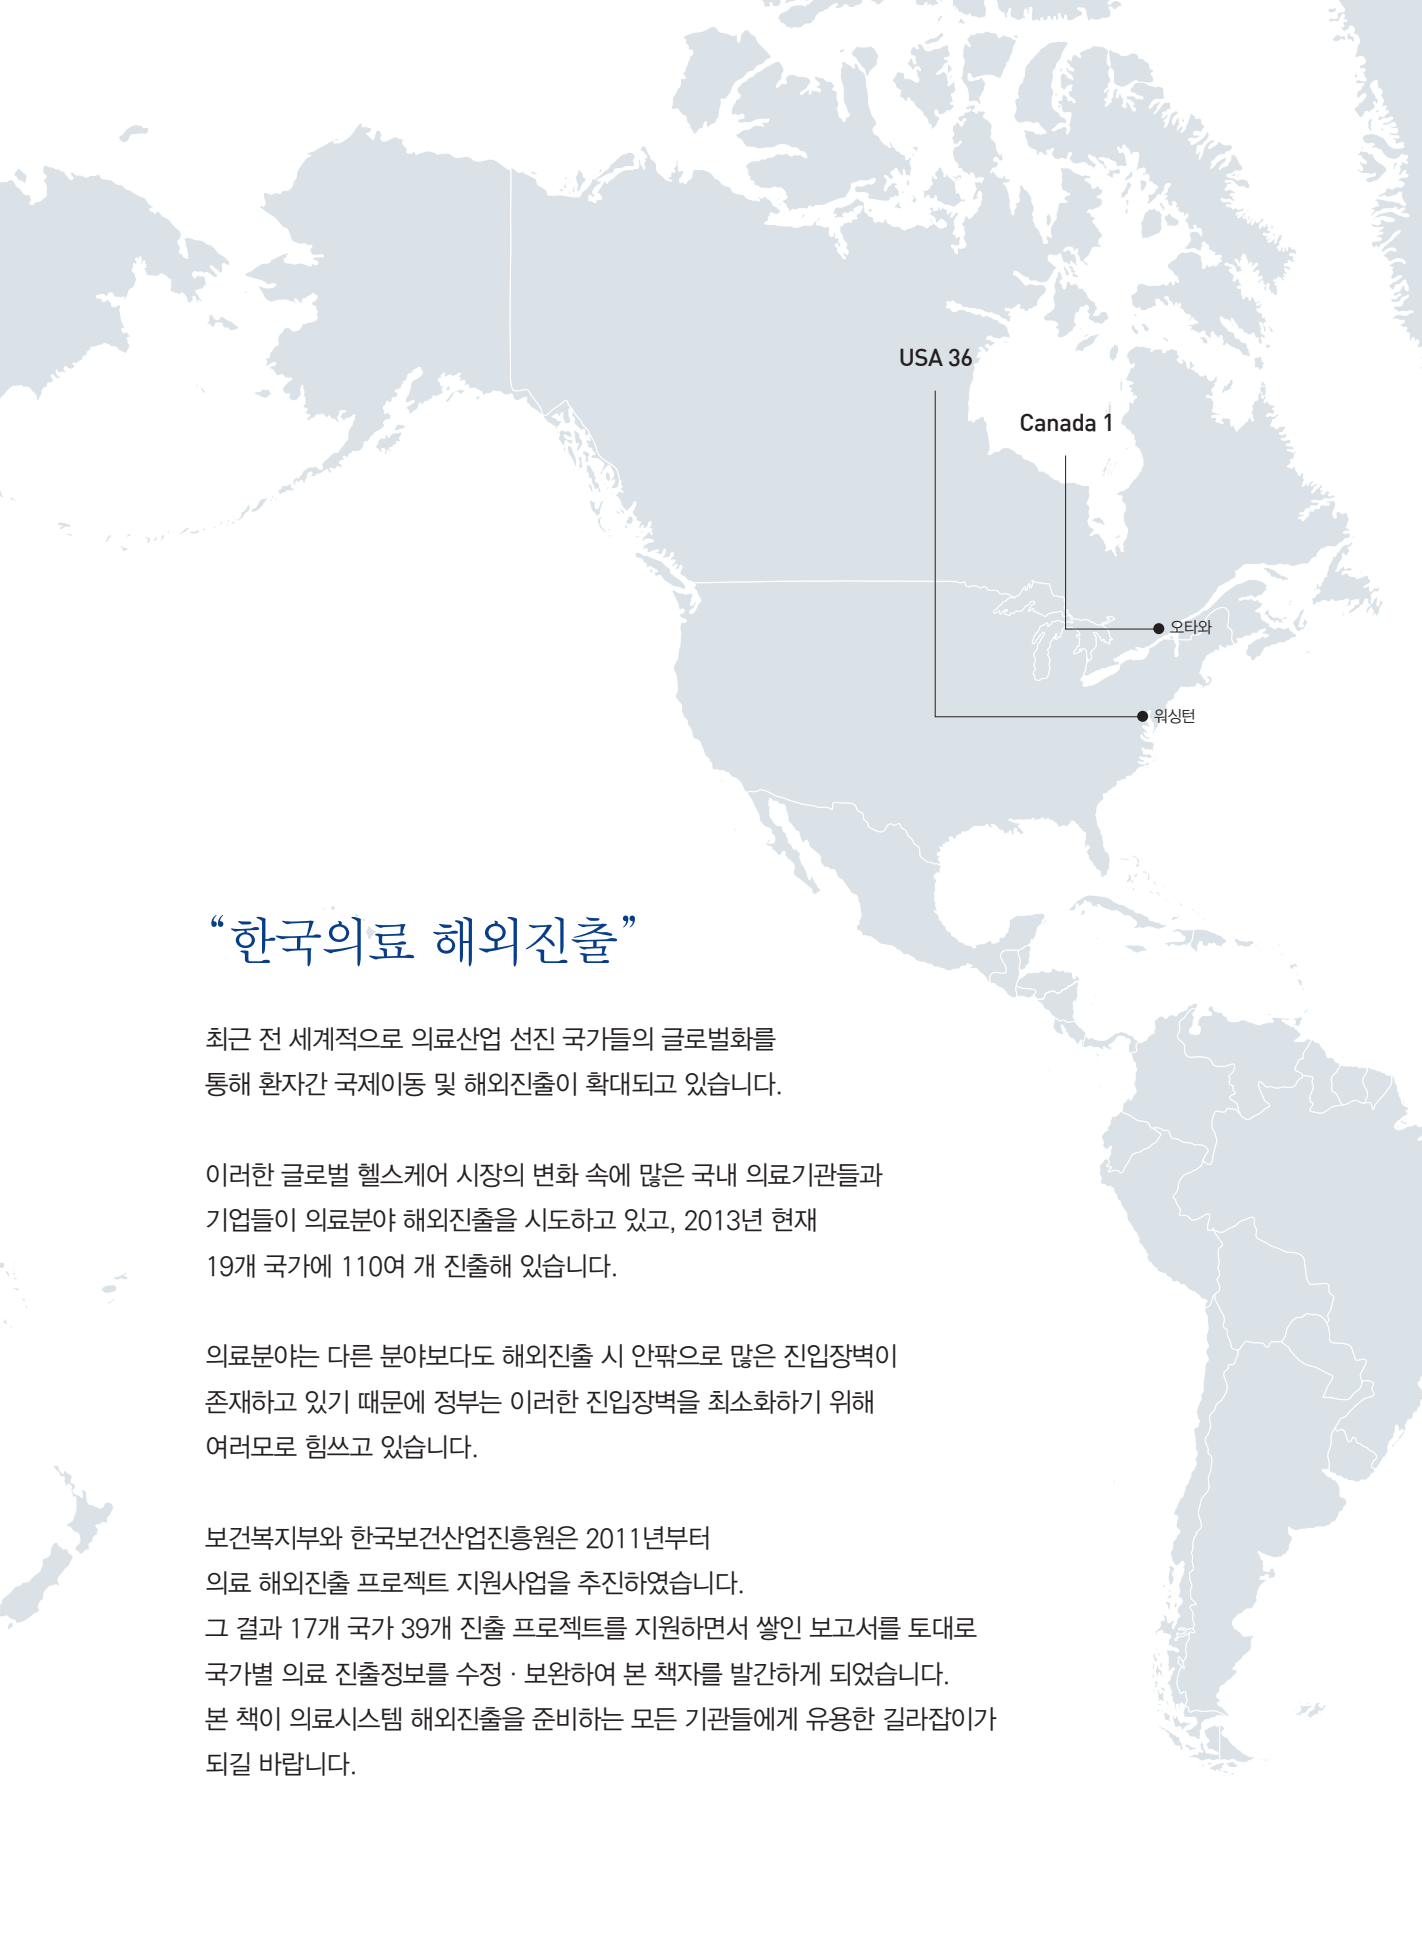 USA 36
Canada 1
오타와
워싱턴
“한국의료 해외진출”
최근 전 세계적으로 의료산업 선진 국가들의 글로벌화를
통해 환자간 국제이동 및 해외진출이 확대되고 있습니다.
이러한 글로벌 헬스케어 시장의 변화 속에 많은 국내 의료기관들과
기업들이 의료분야 해외진출을 시도하고 있고, 2013년 현재
19개 국가에 110여 개 진출해 있습니다.
의료분야는 다른 분야보다도 해외진출 시 안팎으로 많은 진입장벽이
존재하고 있기 때문에 정부는 이러한 진입장벽을 최소화하기 위해
여러모로 힘쓰고 있습니다.
보건복지부와 한국보건산업진흥원은 2011년부터
의료 해외진출 프로젝트 지원사업을 추진하였습니다.
그 결과 17개 국가 39개 진출 프로젝트를 지원하면서 쌓인 보고서를 토대로
국가별 의료 진출정보를 수정 · 보완하여 본 책자를 발간하게 되었습니다.
본 책이 의료시스템 해외진출을 준비하는 모든 기관들에게 유용한 길라잡이가
되길 바랍니다.